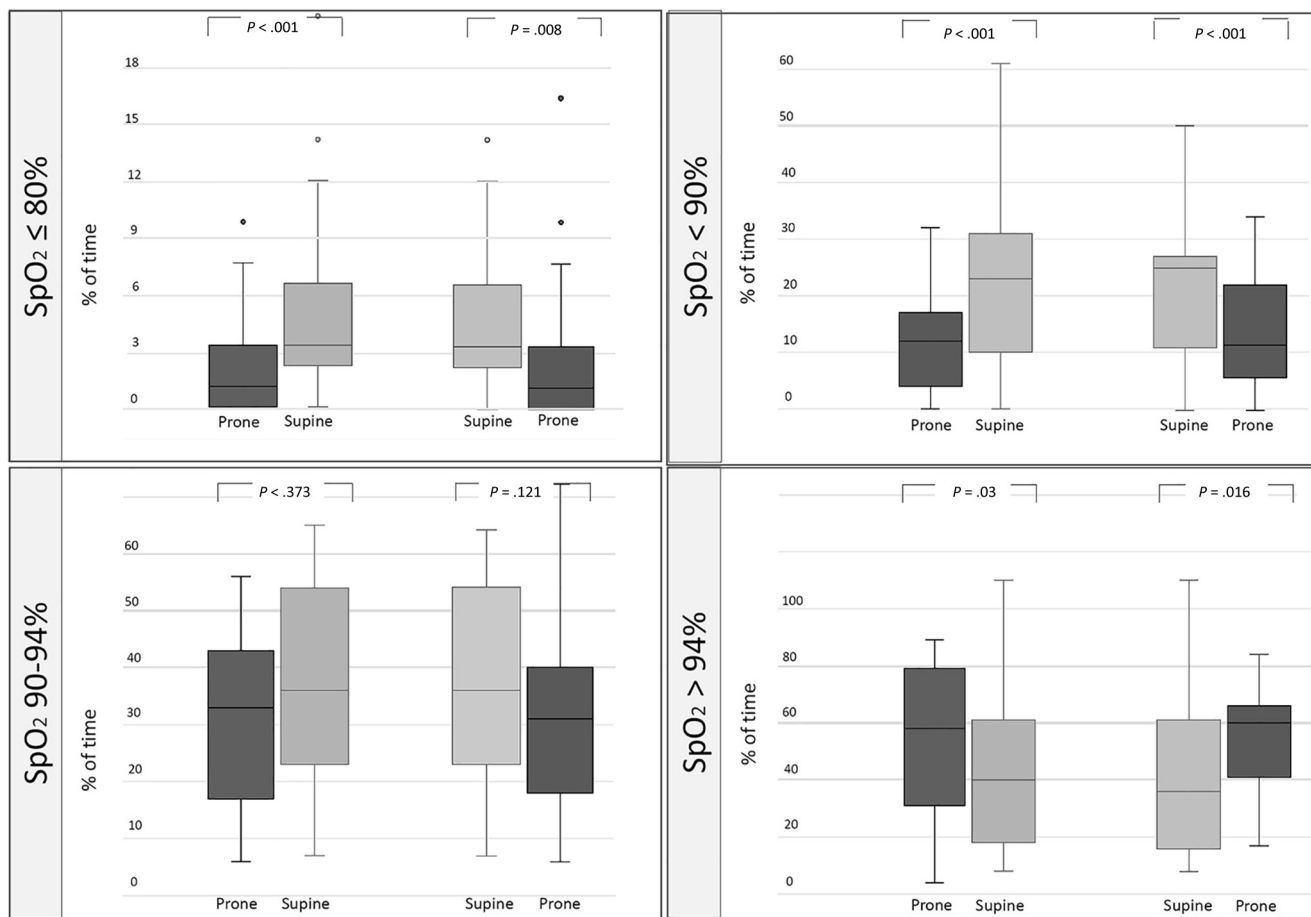 SpO2 ≤ 80%
% of time
P < .001
P = .008
18
15
12
9
6
3
0
Prone
Supine
Supine
Prone
SpO2 < 90%
% of time
P < .001
P < .001
60
50
40
30
20
10
0
Prone
Supine
Supine
Prone
SpO2 90-94%
% of time
P < .373
P = .121
60
50
40
30
20
10
0
Prone
Supine
Supine
Prone
SpO2 > 94%
% of time
P = .03
P = .016
100
80
60
40
20
0
Prone
Supine
Supine
Prone